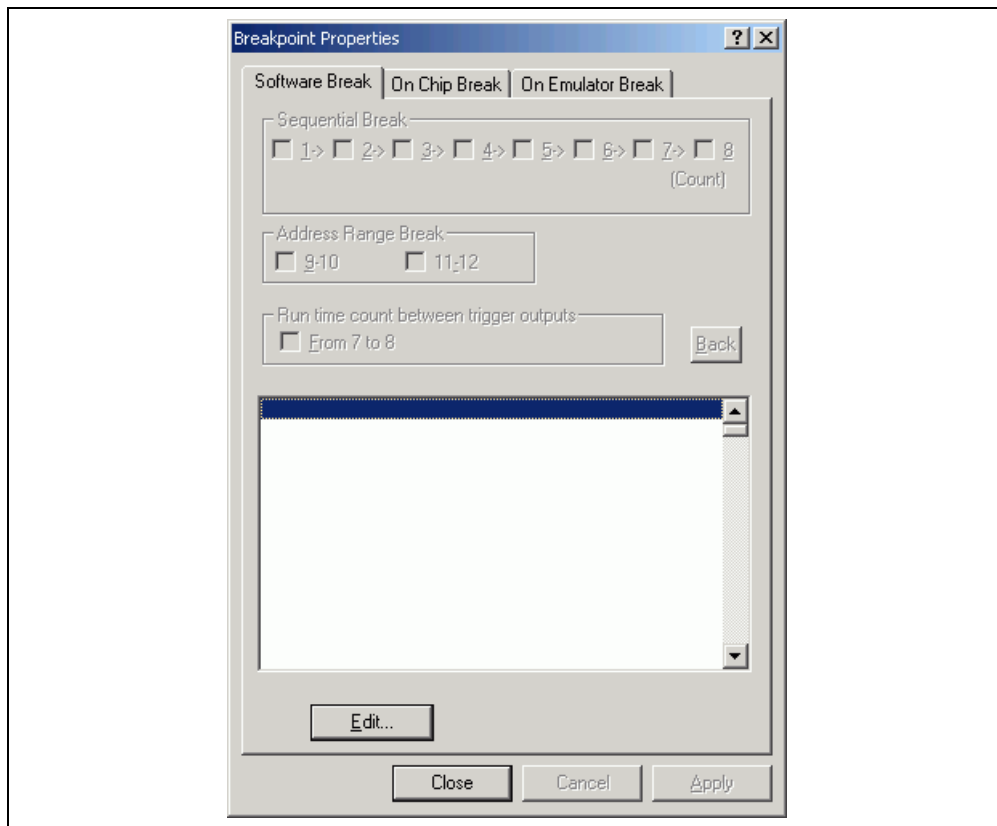 Breakpoint Properties
Software Break On Chip Break On Emulator Break
Sequential Break
1-> 2-> 3-> 4-> 5-> 6-> 7-> 8
(Count)
Address Range Break
9-10 11-12
Run time count between trigger outputs
From 7 to 8
Back
Edit...
Close Cancel Apply